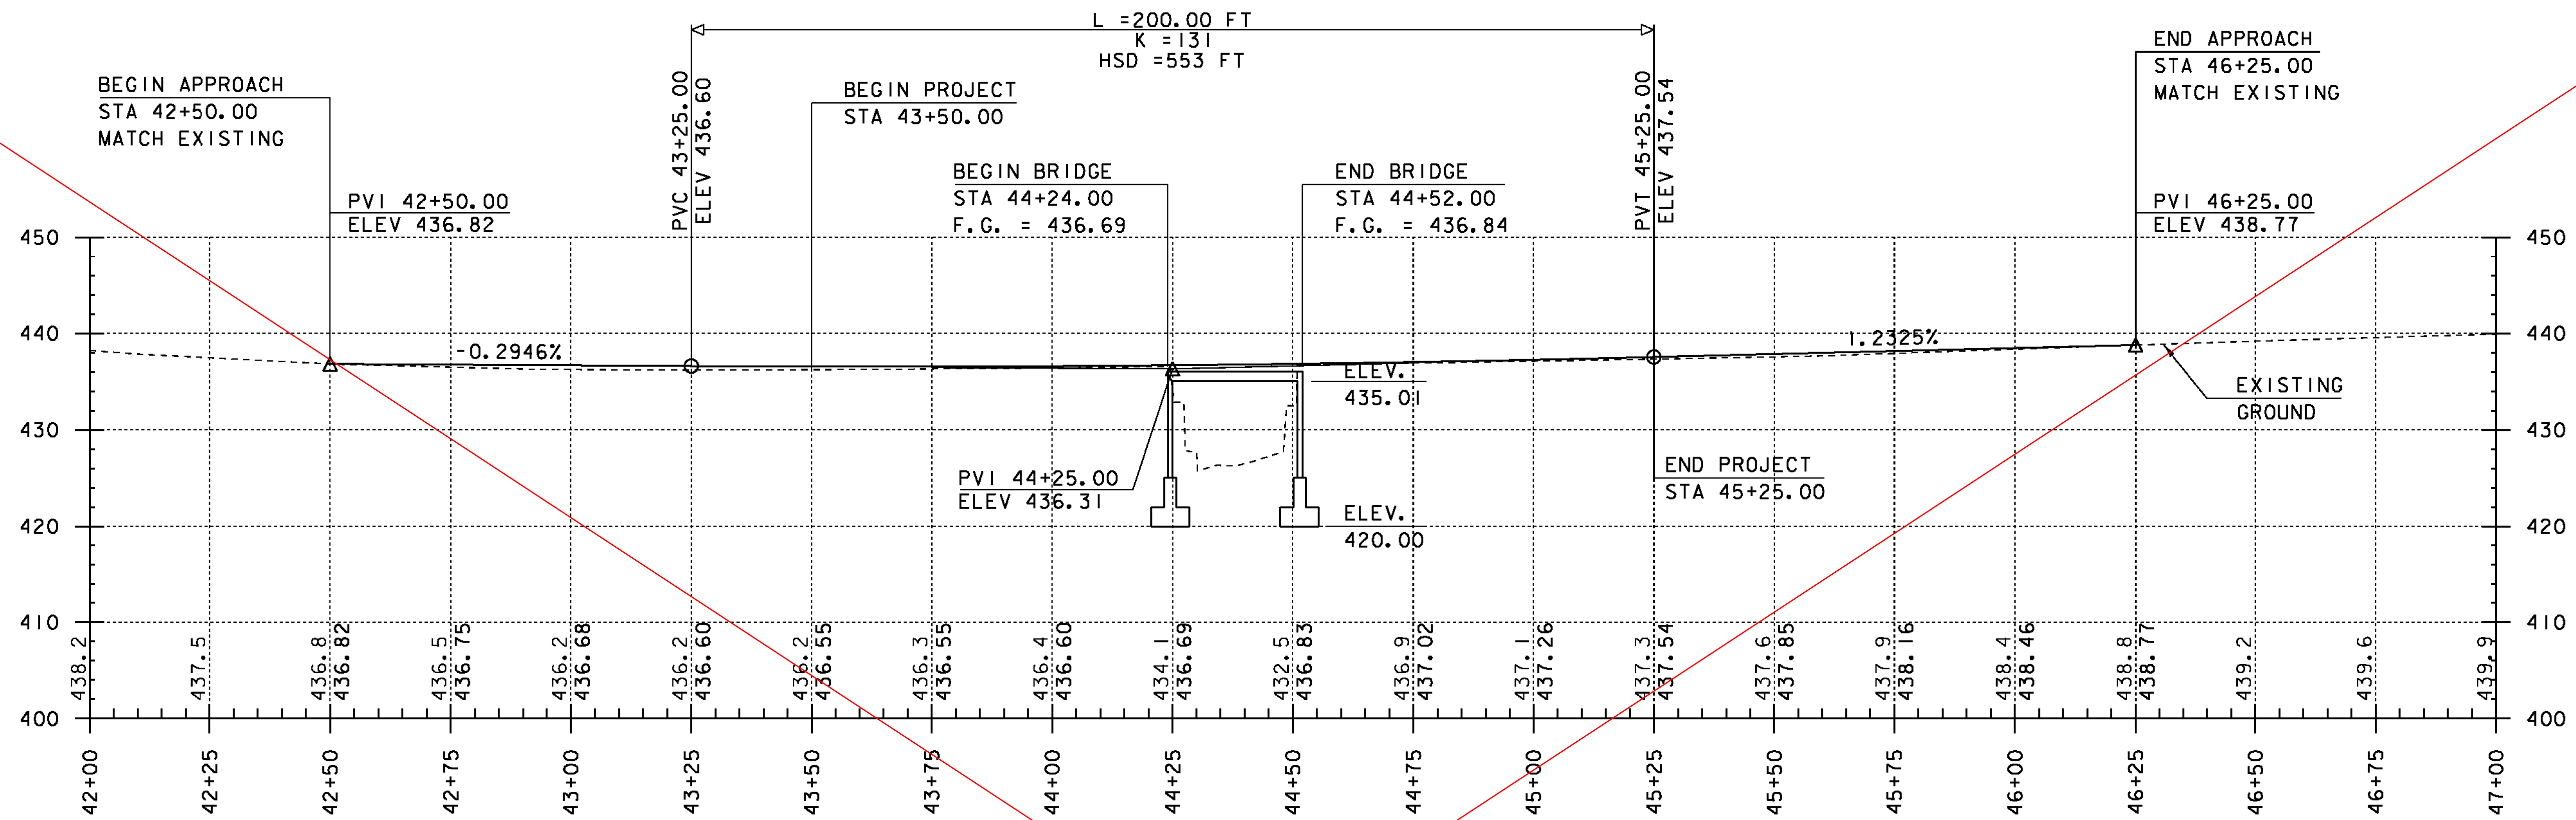 L =200.00 FT
K =131
HSD =553 FT
BEGIN APPROACH
STA 42+50.00
MATCH EXISTING
PVI 42+50.00
ELEV 436.82
PVC 43+25.00
ELEV 436.60
BEGIN PROJECT
STA 43+50.00
BEGIN BRIDGE
STA 44+24.00
F.G. = 436.69
END BRIDGE
STA 44+52.00
F.G. = 436.84
PVT 45+25.00
ELEV 437.54
END APPROACH
STA 46+25.00
MATCH EXISTING
PVI 46+25.00
ELEV 438.77
450
450
440
-0.2946%
1.2325%
440
ELEV.
435.01
EXISTING
GROUND
430
430
PVI 44+25.00
ELEV 436.31
END PROJECT
STA 45+25.00
420
ELEV.
420.00
420
410
410
438.2
437.5
436.8
436.82
436.5
436.75
436.2
436.68
436.2
436.60
436.2
436.55
436.3
436.55
436.4
436.60
434.1
436.69
432.5
436.83
436.9
437.02
437.1
437.26
437.3
437.54
437.6
437.85
437.9
438.16
438.4
438.46
438.8
438.77
439.2
439.6
439.9
400
400
42+00
42+25
42+50
42+75
43+00
43+25
43+50
43+75
44+00
44+25
44+50
44+75
45+00
45+25
45+50
45+75
46+00
46+25
46+50
46+75
47+00